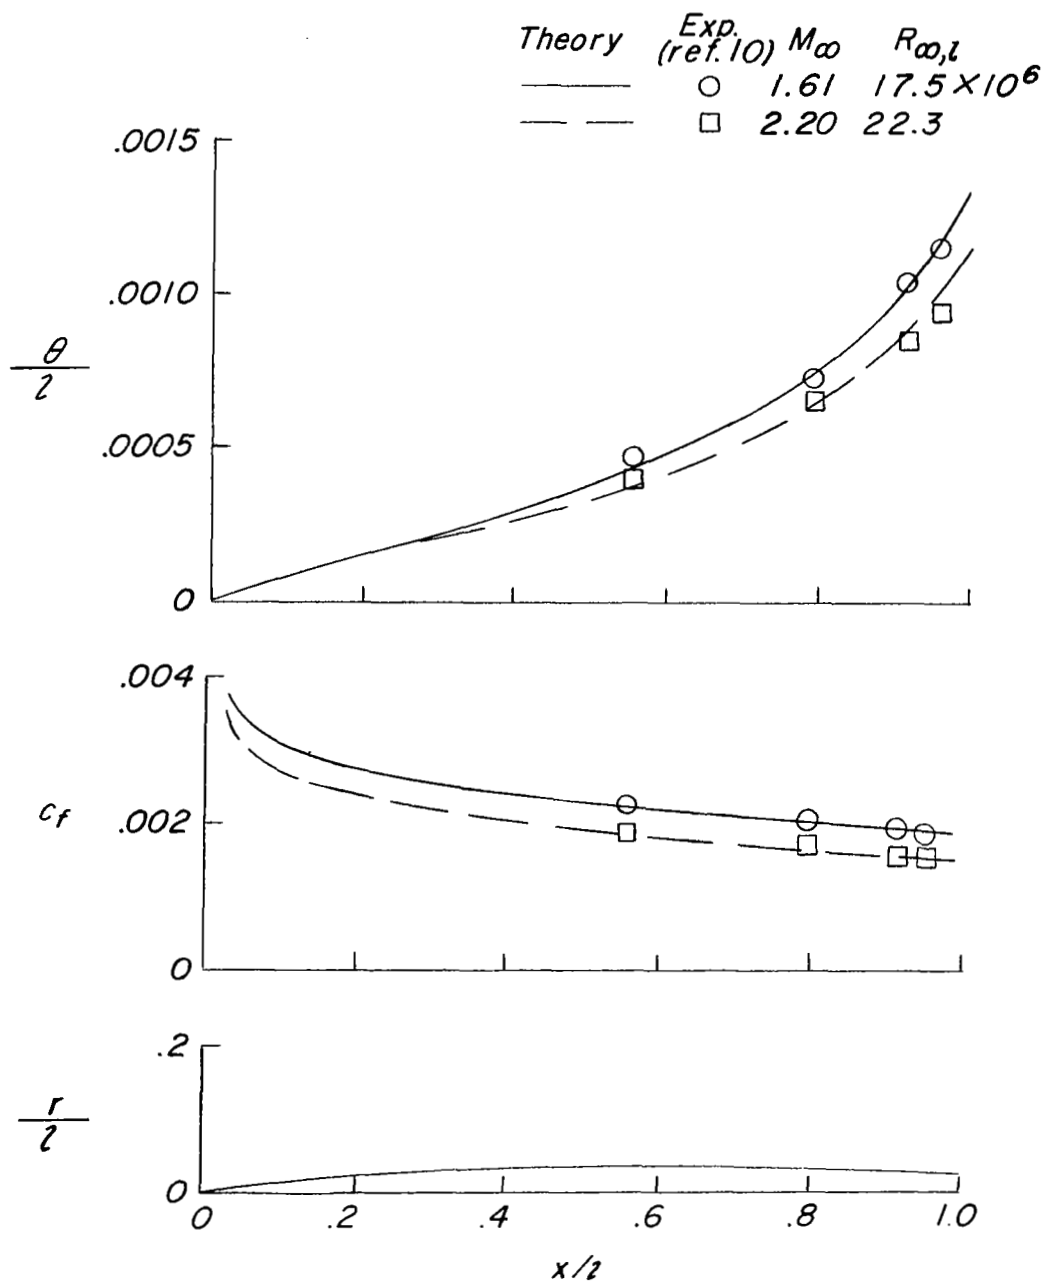 Theory Exp. (ref. 10) M∞ R∞,l
1.61 17.5×10⁶
2.20 22.3
.0015
.0010
θ/l
.0005
0
.004
cf
.002
0
.2
r/l
0
0 .2 .4 .6 .8 1.0
x/l